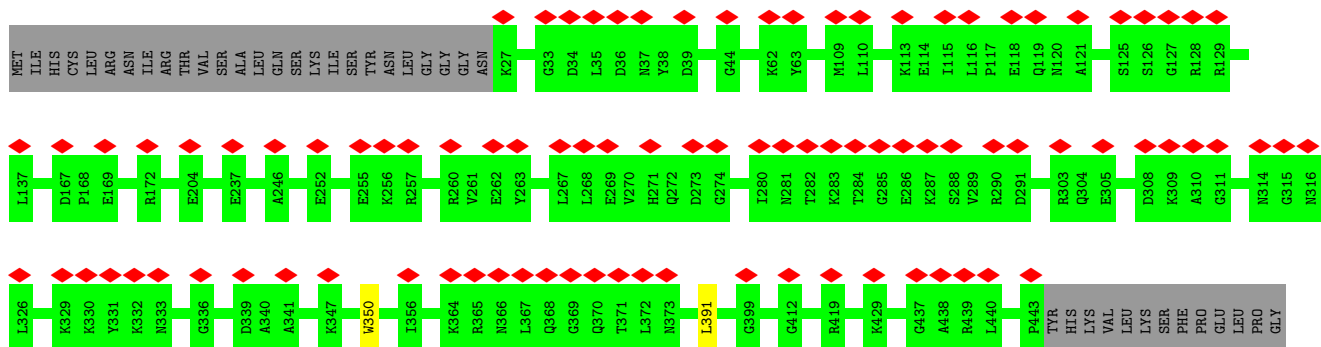 MET ILE HIS CYS LEU ARG ASN ILE ARG THR VAL SER ALA LEU GLN SER LYS ILE SER TYR ASN LEU GLY GLY GLY ASN K27 G33 D34 L35 D36 N37 Y38 D39 G44 K62 Y63 M109 L110 K113 E114 I115 L116 P117 E118 Q119 N120 A121 S125 S126 G127 R128 R129
L137 D167 P168 E169 R172 E204 E237 A246 E252 E255 K256 R257 R260 V261 E262 Y263 L267 L268 E269 V270 H271 Q272 D273 G274 I280 N281 T282 K283 T284 G285 E286 K287 S288 V289 R290 D291 R303 Q304 E305 D308 K309 A310 G311 N314 G315 N316
L326 K329 K330 Y331 K332 N333 G336 D339 A340 A341 K347 W350 I356 K364 R365 N366 L367 Q368 G369 Q370 T371 L372 N373 L391 G399 G412 R419 K429 G437 A438 R439 L440 P443 TYR HIS LYS VAL LEU LYS SER PHE PRO GLU LEU PRO GLY